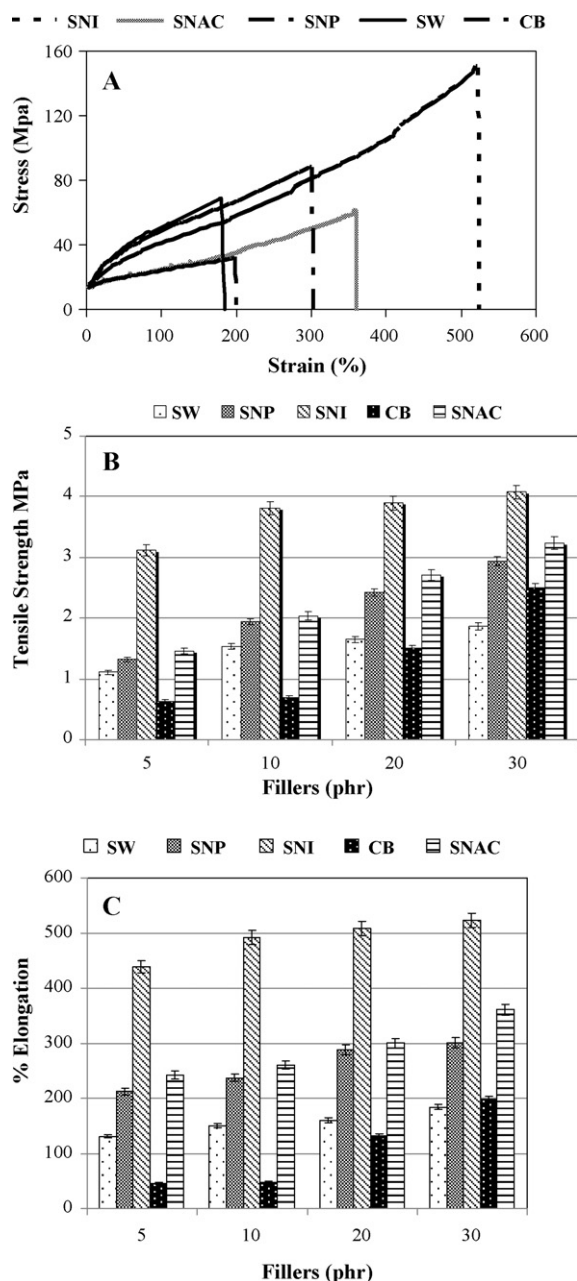 SNI SNAC SNP SW CB
A
Stress (Mpa)
160
120
80
40
0
0 100 200 300 400 500 600
Strain (%)
SW SNP SNI CB SNAC
B
Tensile Strength MPa
5
4
3
2
1
0
5 10 20 30
Fillers (phr)
SW SNP SNI CB SNAC
C
% Elongation
600
500
400
300
200
100
0
5 10 20 30
Fillers (phr)